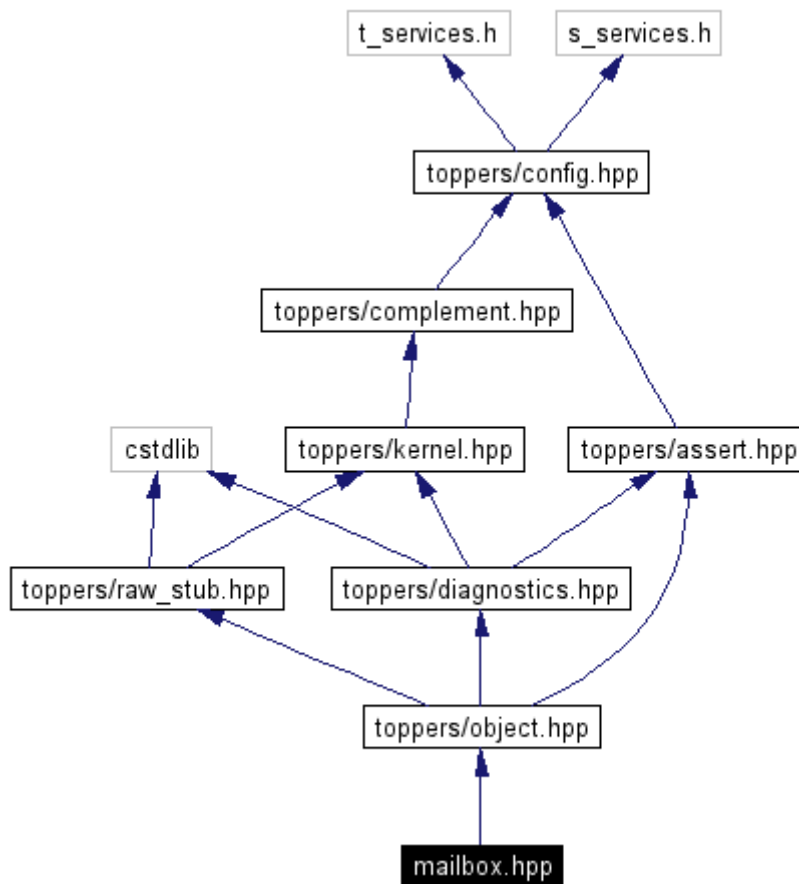 t_services.h
s_services.h
toppers/config.hpp
toppers/complement.hpp
cstdlib
toppers/kernel.hpp
toppers/assert.hpp
toppers/raw_stub.hpp
toppers/diagnostics.hpp
toppers/object.hpp
mailbox.hpp